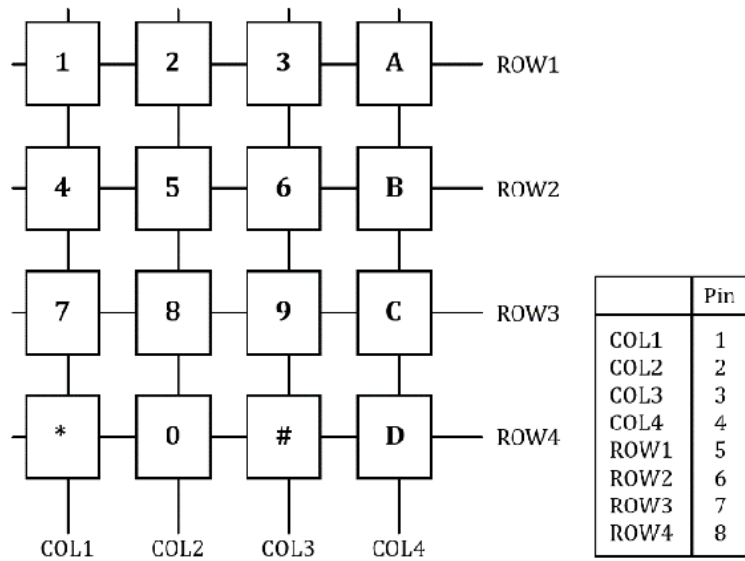 1 2 3 A ROW1
4 5 6 B ROW2
7 8 9 C ROW3
* 0 # D ROW4
COL1 COL2 COL3 COL4
Pin
COL1 1
COL2 2
COL3 3
COL4 4
ROW1 5
ROW2 6
ROW3 7
ROW4 8